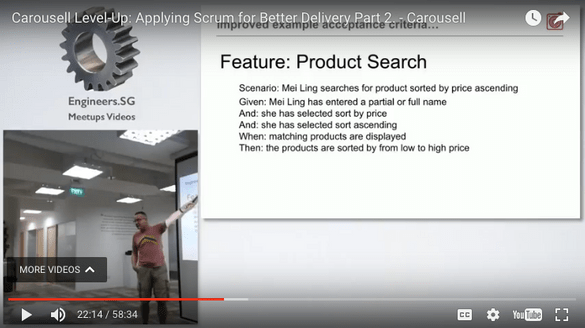 Carousell Level-Up: Applying Scrum for Better Delivery Part 2. - Carousell
Improved example acceptance criteria...
Feature: Product Search
Scenario: Mei Ling searches for product sorted by price ascending
Given: Mei Ling has entered a partial or full name
And: she has selected sort by price
And: she has selected sort ascending
When: matching products are displayed
Then: the products are sorted by from low to high price
Engineers.SG
Meetups Videos
MORE VIDEOS
22:14 / 58:34
CC
YouTube